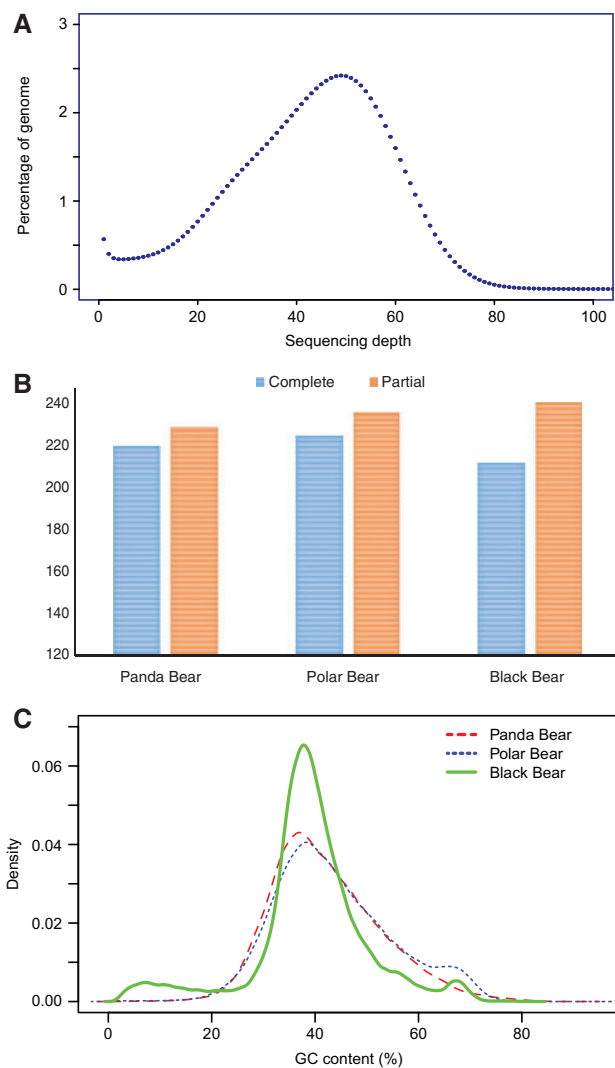 A
3
2
1
0
Percentage of genome
0 20 40 60 80 100
Sequencing depth
B
Complete Partial
240
220
200
180
160
140
120
Panda Bear Polar Bear Black Bear
C
Panda Bear
Polar Bear
Black Bear
0.06
0.04
0.02
0.00
Density
0 20 40 60 80
GC content (%)